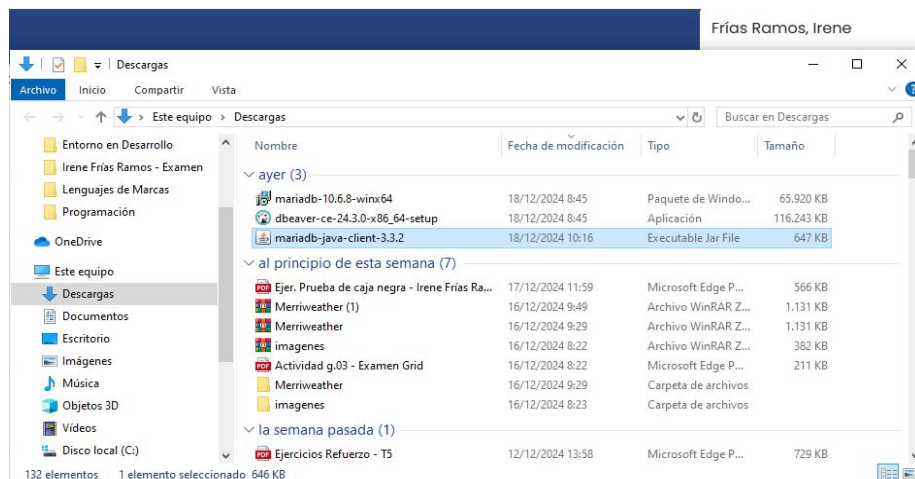 Frías Ramos, Irene
Descargas
Archivo Inicio Compartir Vista
Este equipo > Descargas
Buscar en Descargas
Entorno en Desarrollo
Irene Frías Ramos - Examen
Lenguajes de Marcas
Programación
OneDrive
Este equipo
Descargas
Documentos
Escritorio
Imágenes
Música
Objetos 3D
Vídeos
Disco local (C:)
Nombre Fecha de modificación Tipo Tamaño
ayer (3)
mariadb-10.6.8-winx64 18/12/2024 8:45 Paquete de Windo... 65.920 KB
dbeaver-ce-24.3.0-x86_64-setup 18/12/2024 8:45 Aplicación 116.243 KB
mariadb-java-client-3.3.2 18/12/2024 10:16 Executable Jar File 647 KB
al principio de esta semana (7)
Ejer. Prueba de caja negra - Irene Frías Ra... 17/12/2024 11:59 Microsoft Edge P... 566 KB
Merriweather (1) 16/12/2024 9:49 Archivo WinRAR Z... 1.131 KB
Merriweather 16/12/2024 9:29 Archivo WinRAR Z... 1.131 KB
imagenes 16/12/2024 8:22 Archivo WinRAR Z... 382 KB
Actividad g.03 - Examen Grid 16/12/2024 8:22 Microsoft Edge P... 211 KB
Merriweather 16/12/2024 9:29 Carpeta de archivos
imagenes 16/12/2024 8:23 Carpeta de archivos
la semana pasada (1)
Ejercicios Refuerzo - T5 12/12/2024 13:58 Microsoft Edge P... 729 KB
132 elementos 1 elemento seleccionado 646 KB